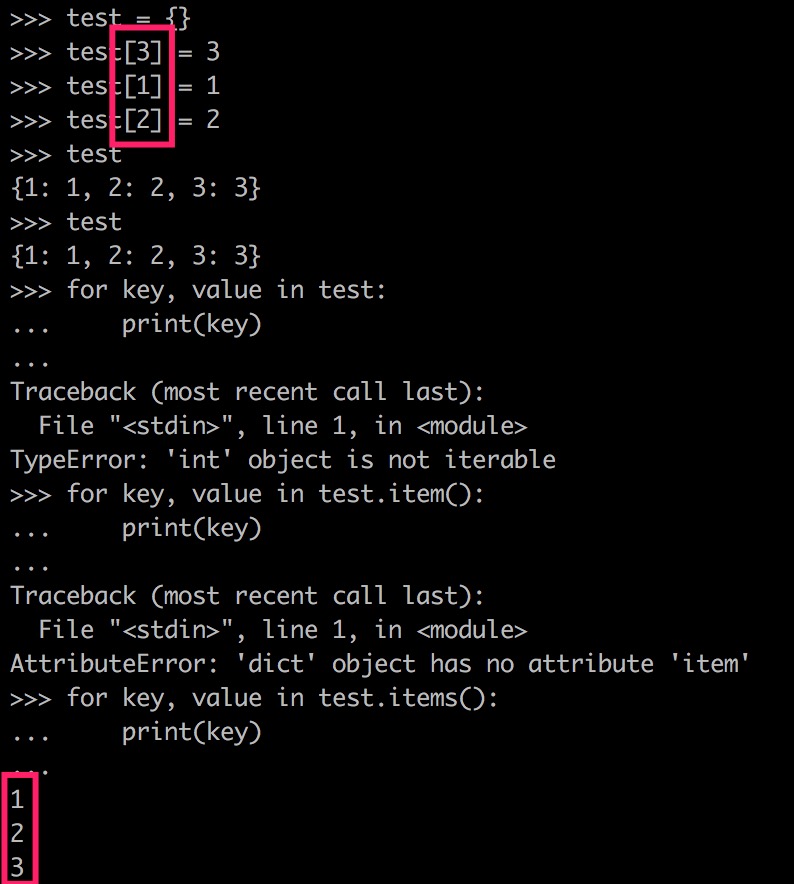 >>> test = {}
>>> test[3] = 3
>>> test[1] = 1
>>> test[2] = 2
>>> test
{1: 1, 2: 2, 3: 3}
>>> test
{1: 1, 2: 2, 3: 3}
>>> for key, value in test:
...     print(key)
...
Traceback (most recent call last):
  File "<stdin>", line 1, in <module>
TypeError: 'int' object is not iterable
>>> for key, value in test.item():
...     print(key)
...
Traceback (most recent call last):
  File "<stdin>", line 1, in <module>
AttributeError: 'dict' object has no attribute 'item'
>>> for key, value in test.items():
...     print(key)
...
1
2
3